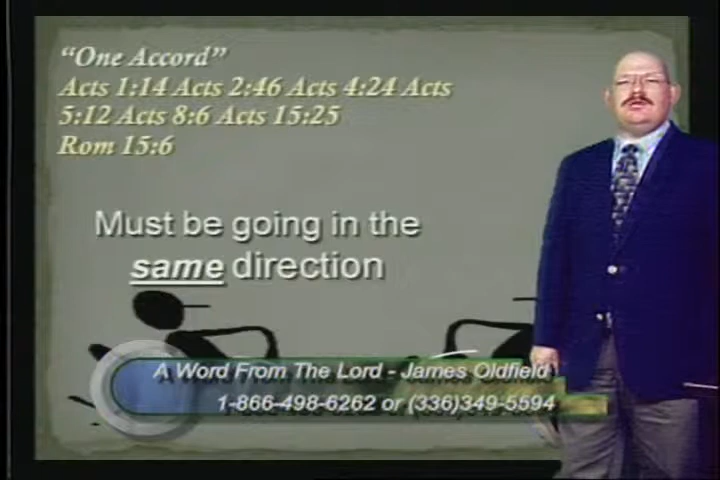 “One Accord”
Acts 1:14 Acts 2:46 Acts 4:24 Acts
5:12 Acts 8:6 Acts 15:25
Rom 15:6
Must be going in the
same direction
A Word From The Lord - James Oldfield
1-866-498-6262 or (336)349-5594